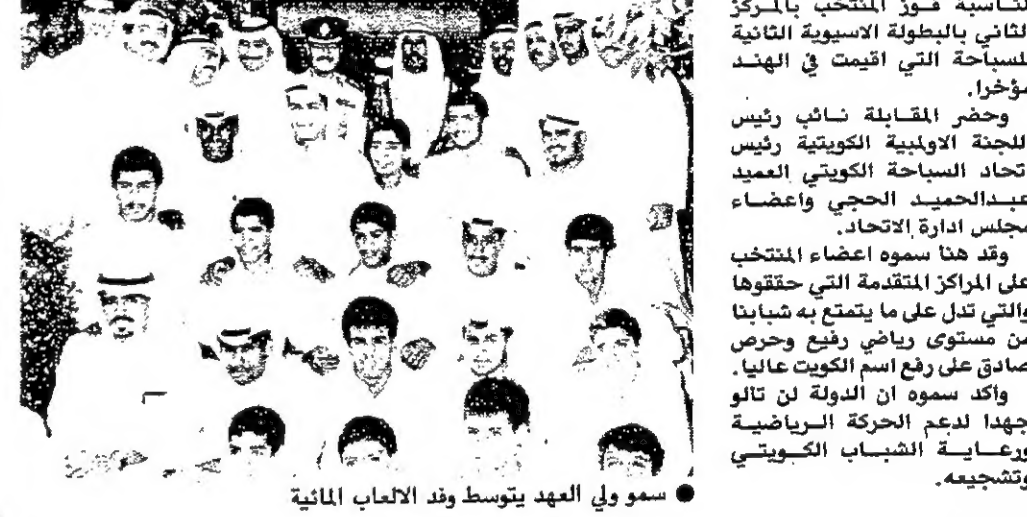 لمناسبة فوز المنتخب بالمركز
الثاني بالبطولة الاسيوية الثانية
للسباحة التي اقيمت في الهند
مؤخرا.
وحضر المقابلة نائب رئيس
اللجنة الاولمبية الكويتية رئيس
اتحاد السباحة الكويتي العميد
عبدالحميد الحجي واعضاء
مجلس ادارة الاتحاد.
وقد هنا سموه اعضاء المنتخب
على المراكز المتقدمة التي حققوها
والتي تدل على ما يتمتع به شبابنا
من مستوى رياضي رفيع وحرص
صادق على رفع اسم الكويت عاليا.
واكد سموه ان الدولة لن تالو
جهدا لدعم الحركة الرياضية
ورعاية الشباب الكويتي
وتشجيعه.
● سمو ولي العهد يتوسط وفد الالعاب المائية